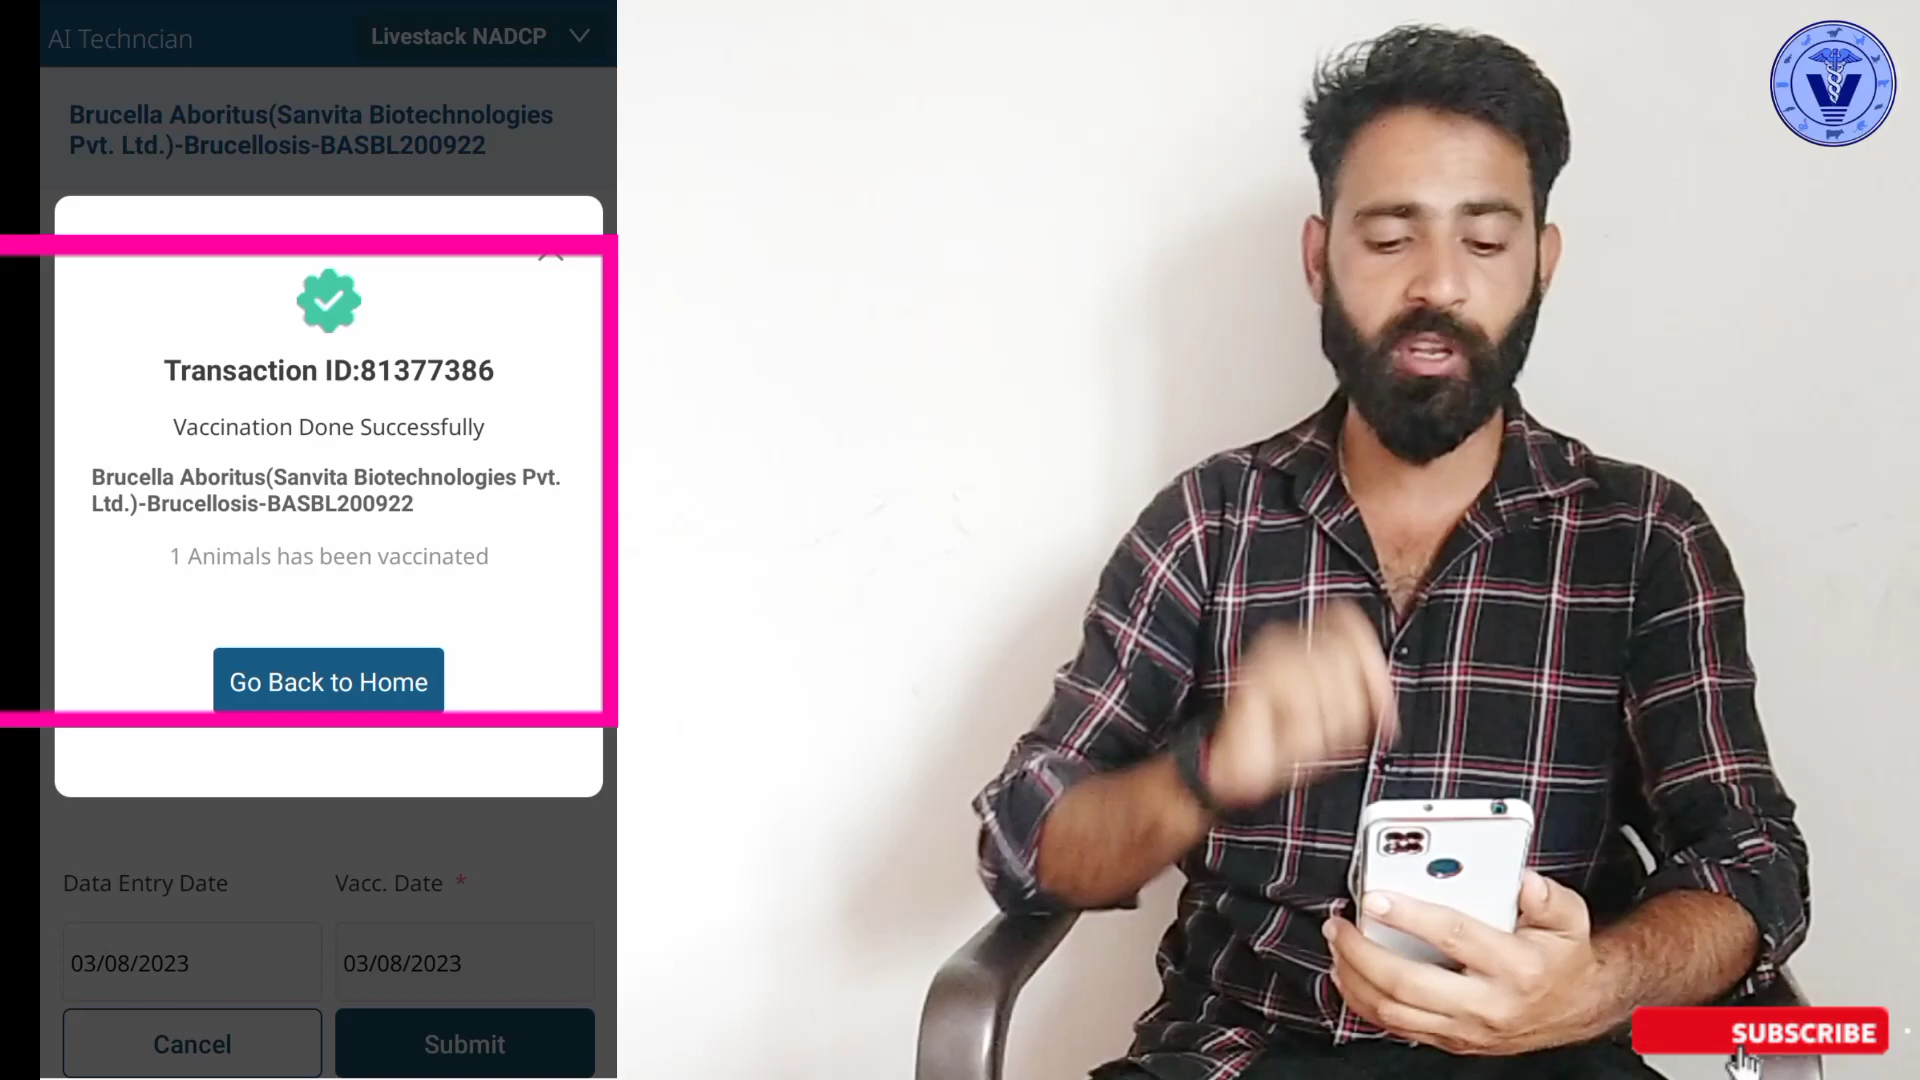 AI Techncian
Livestack NADCP
Brucella Aboritus(Sanvita Biotechnologies
Pvt. Ltd.)-Brucellosis-BASBL200922
Transaction ID:81377386
Vaccination Done Successfully
Brucella Aboritus(Sanvita Biotechnologies Pvt.
Ltd.)-Brucellosis-BASBL200922
1 Animals has been vaccinated
Go Back to Home
Data Entry Date
Vacc. Date *
03/08/2023
03/08/2023
Cancel
Submit
V
SUBSCRIBE